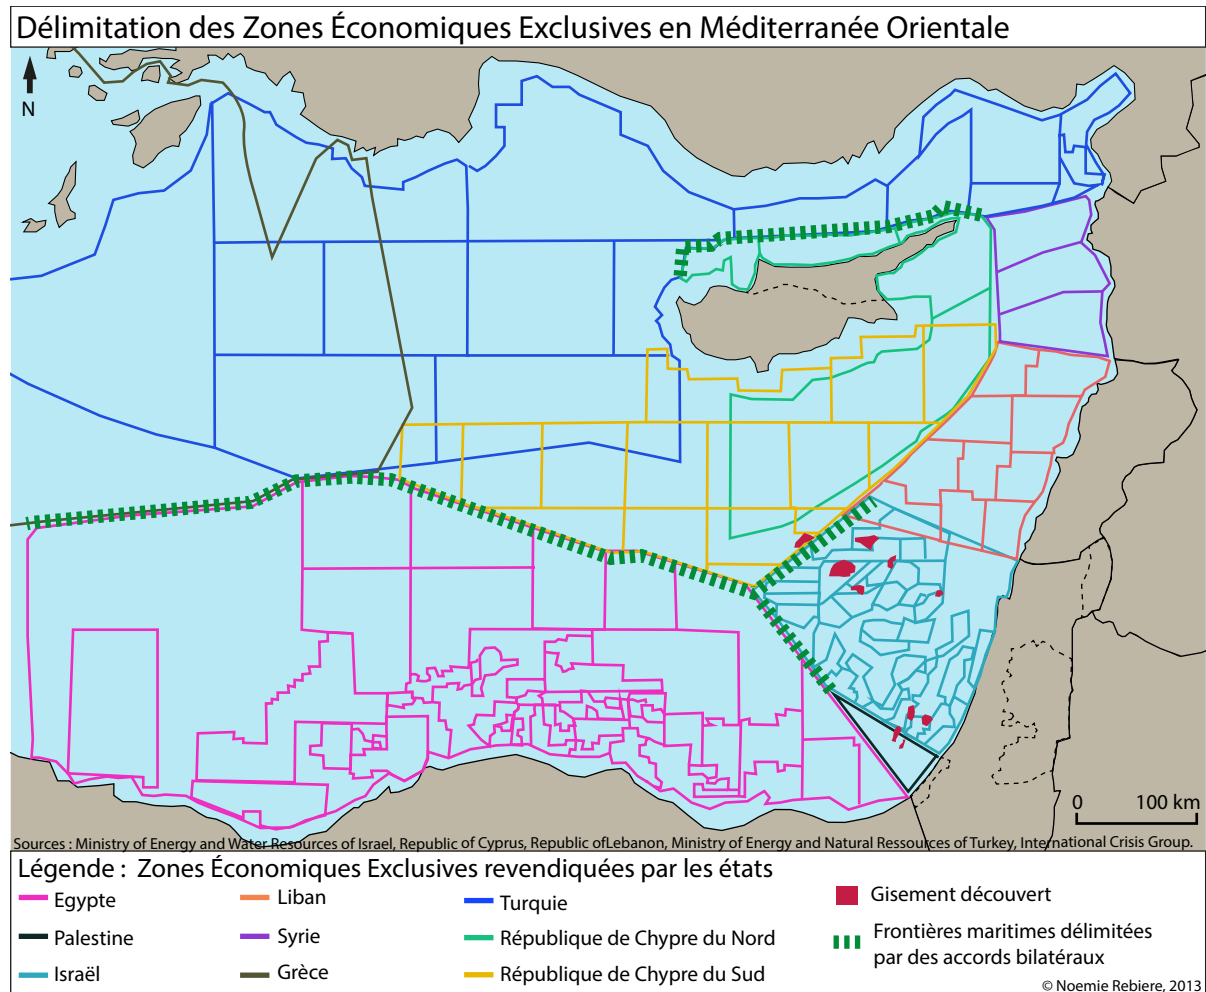 Délimitation des Zones Économiques Exclusives en Méditerranée Orientale
N
0 100 km
Sources : Ministry of Energy and Water Resources of Israel, Republic of Cyprus, Republic ofLebanon, Ministry of Energy and Natural Ressources of Turkey, International Crisis Group.
Légende : Zones Économiques Exclusives revendiquées par les états
Egypte
Palestine
Israël
Liban
Syrie
Grèce
Turquie
République de Chypre du Nord
République de Chypre du Sud
Gisement découvert
Frontières maritimes délimitées
par des accords bilatéraux
© Noemie Rebiere, 2013